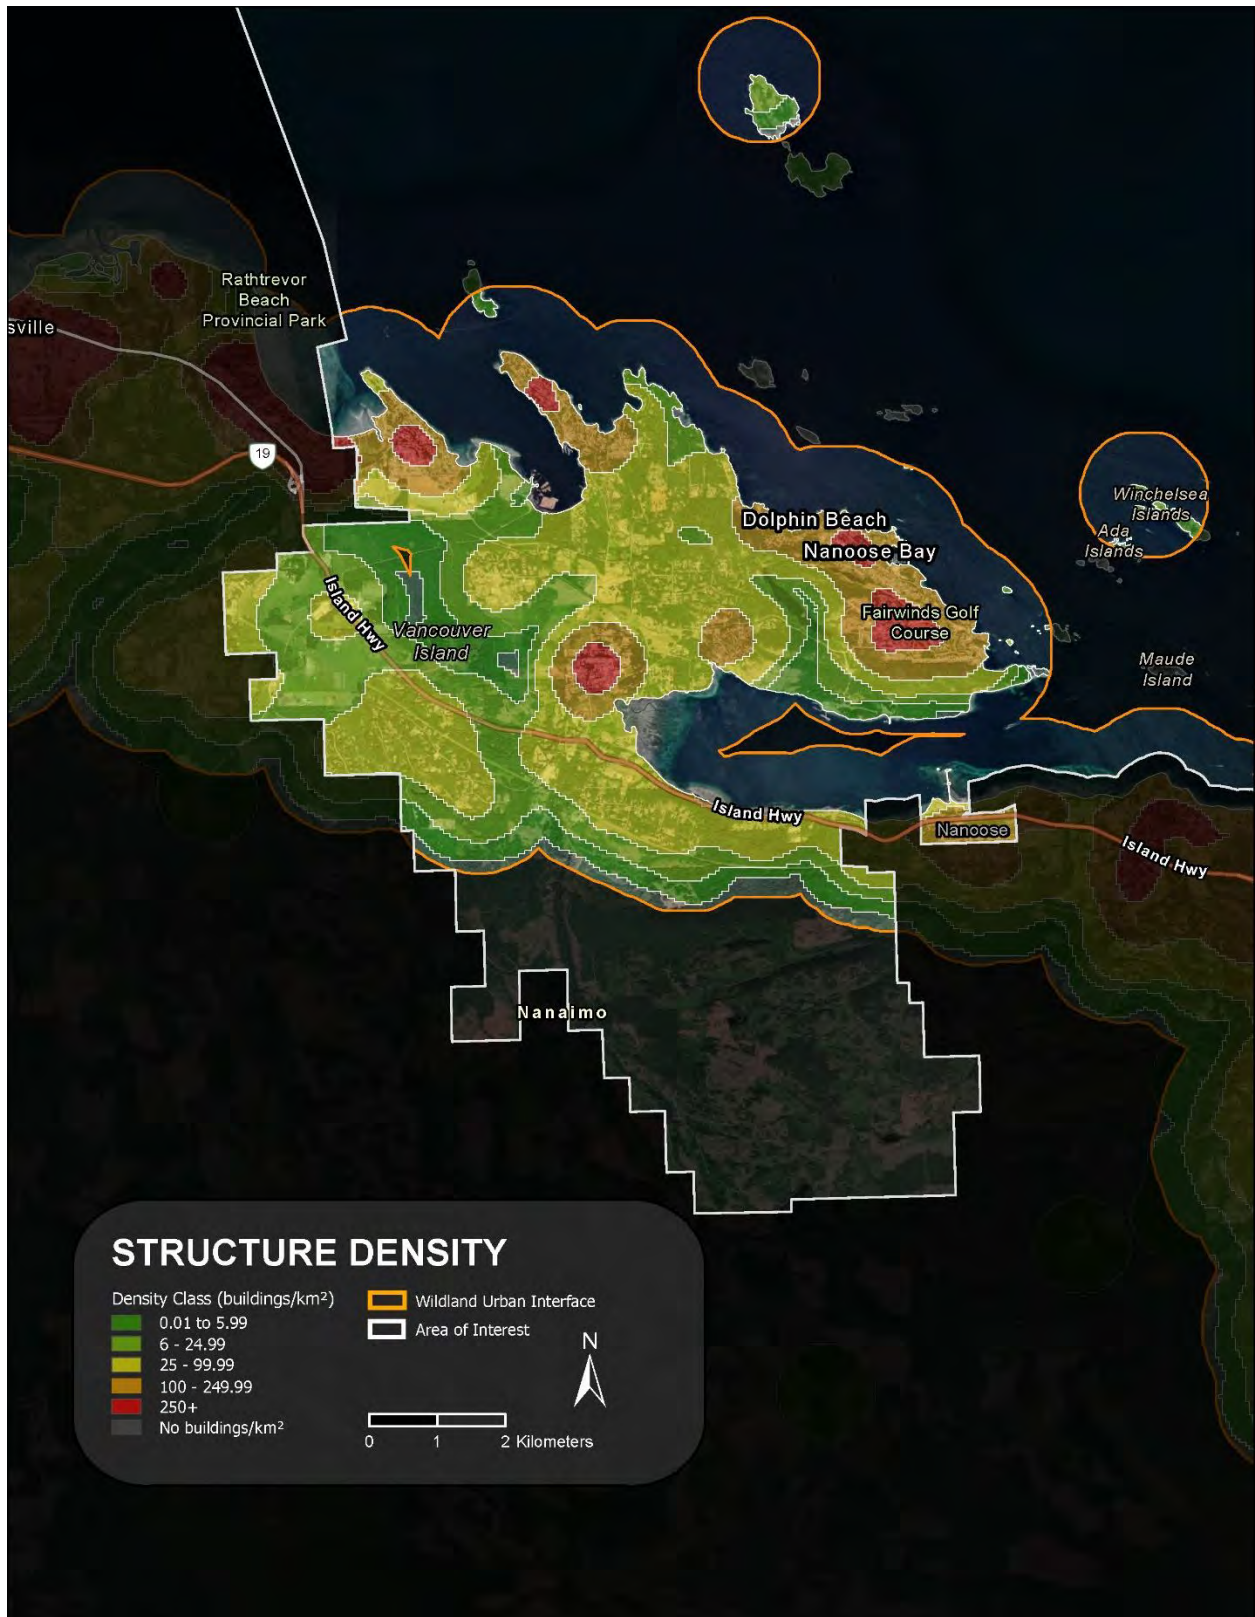 Rathtrevor
Beach
Provincial Park
sville
19
Winchelsea
Islands
Ada
Islands
Dolphin Beach
Nanoose Bay
Island Hwy
Fairwinds Golf
Course
Vancouver
Island
Maude
Island
Island Hwy
Nanoose
Island Hwy
Nanaimo
STRUCTURE DENSITY
Density Class (buildings/km²)
0.01 to 5.99
6 - 24.99
25 - 99.99
100 - 249.99
250+
No buildings/km²
Wildland Urban Interface
Area of Interest
N
0 1 2 Kilometers